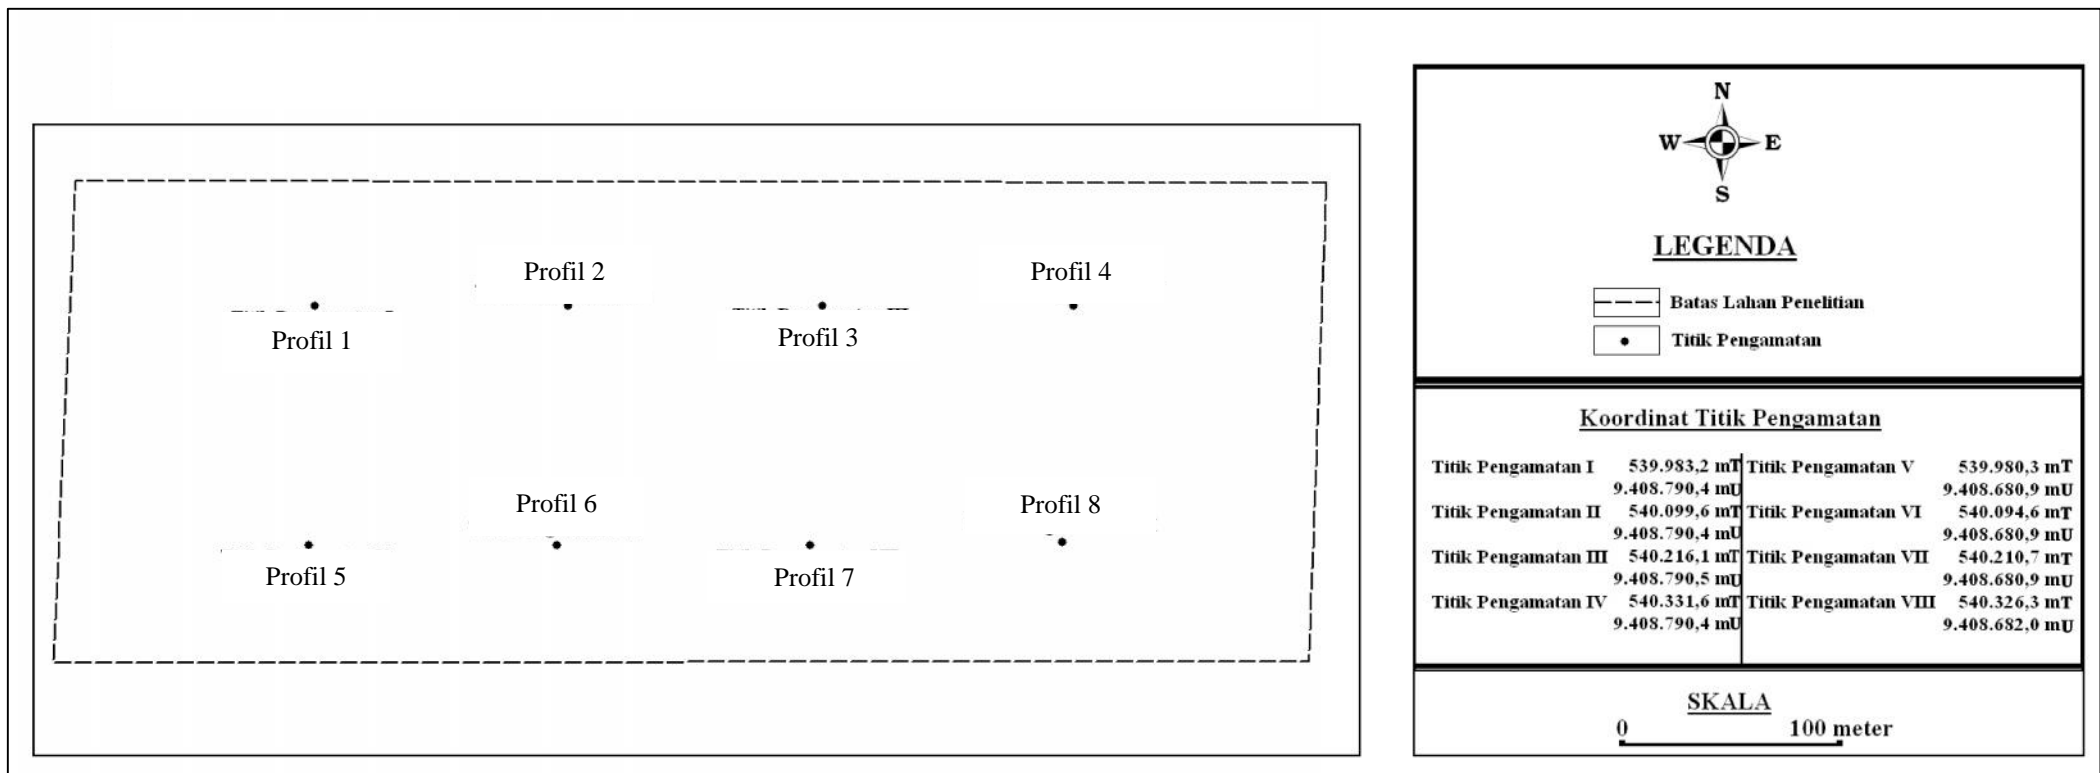 Profil 2
Profil 4
Profil 1
Profil 3
Profil 6
Profil 8
Profil 5
Profil 7
N
W E
S
LEGENDA
Batas Lahan Penelitian
Titik Pengamatan
Koordinat Titik Pengamatan
Titik Pengamatan I 539.983,2 mT Titik Pengamatan V 539.980,3 mT
9.408.790,4 mU 9.408.680,9 mU
Titik Pengamatan II 540.099,6 mT Titik Pengamatan VI 540.094,6 mT
9.408.790,4 mU 9.408.680,9 mU
Titik Pengamatan III 540.216,1 mT Titik Pengamatan VII 540.210,7 mT
9.408.790,5 mU 9.408.680,9 mU
Titik Pengamatan IV 540.331,6 mT Titik Pengamatan VIII 540.326,3 mT
9.408.790,4 mU 9.408.682,0 mU
SKALA
0 100 meter